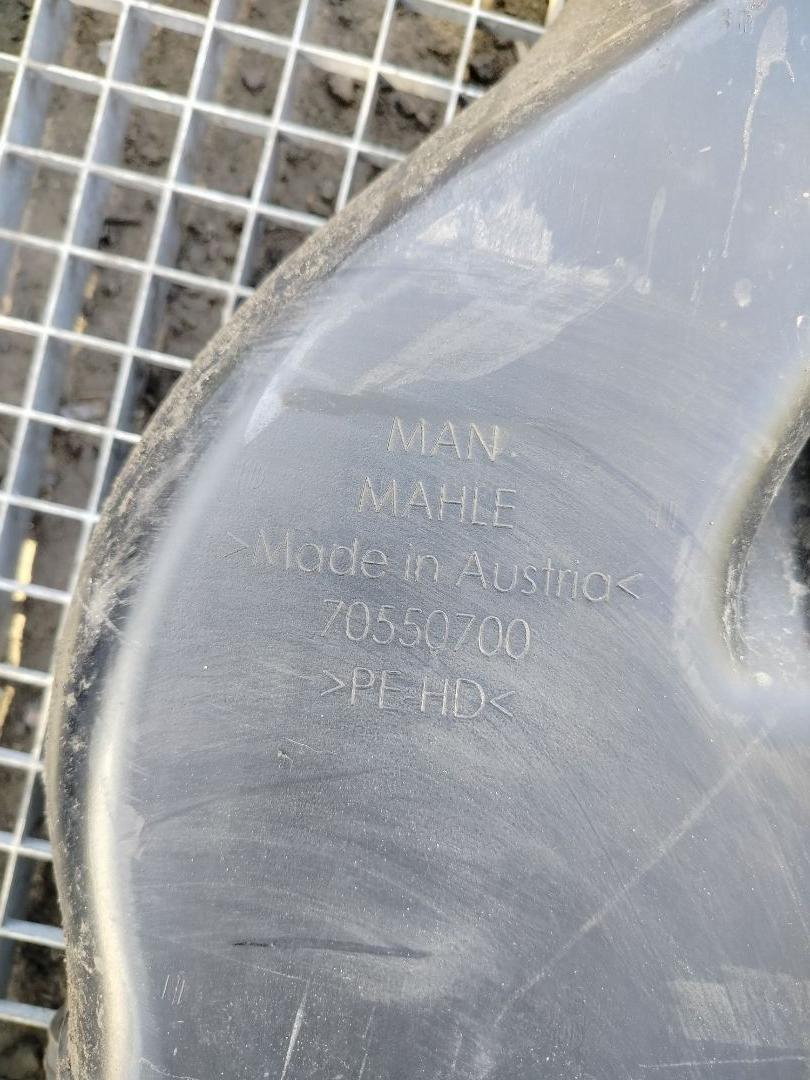 MAN
MAHLE
>Made in Austria<
70550700
>PE-HD<